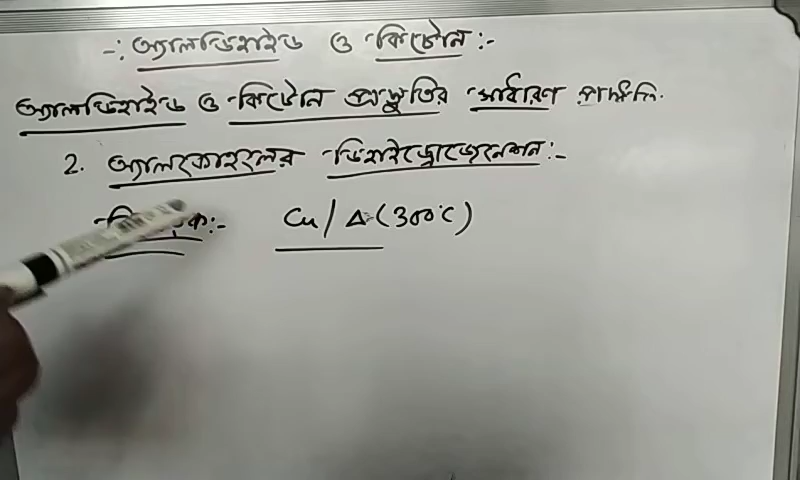 -: অ্যালডিহাইড ও কিটোন :-
অ্যালডিহাইড ও কিটোন প্রস্তুতির সাধারণ পদ্ধতি.
2. অ্যালকোহলের ডিহাইড্রোজেনেশন :-
Cu / Δ (300°C)